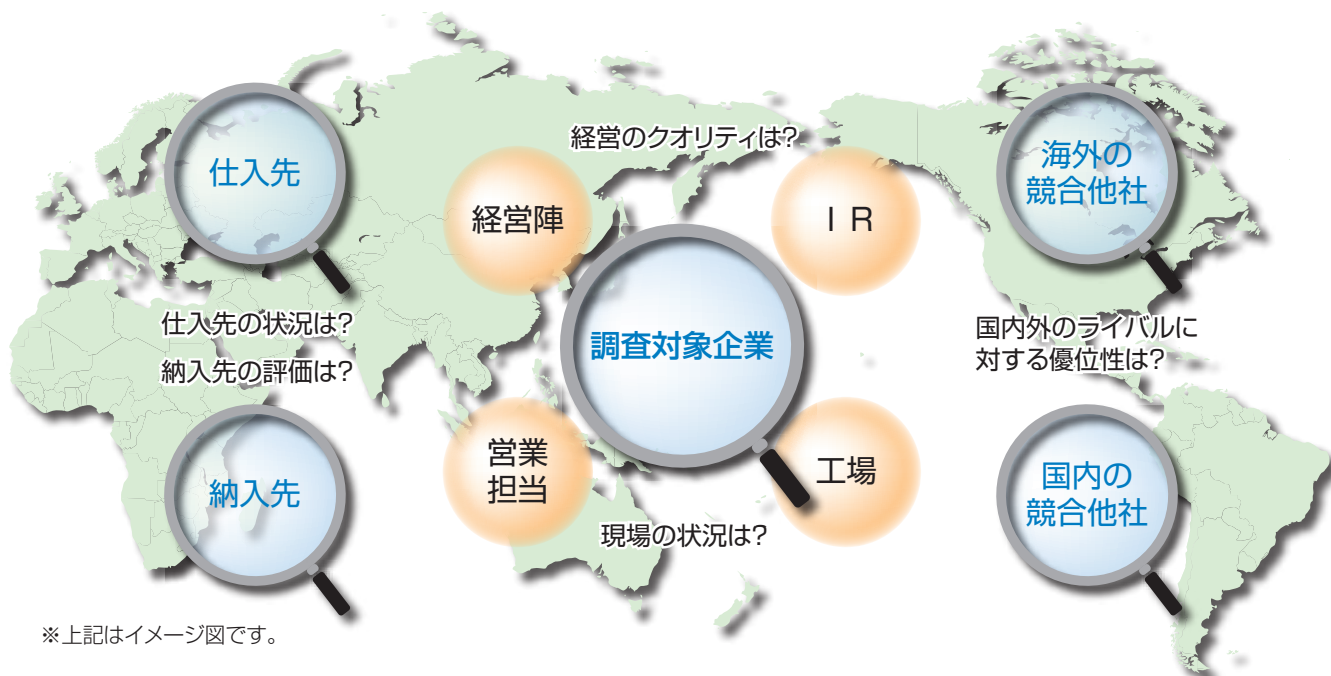 経営のクオリティは?
仕入先
経営陣
I R
海外の
競合他社
調査対象企業
仕入先の状況は?
納入先の評価は?
国内外のライバルに
対する優位性は?
納入先
営業
担当
工場
国内の
競合他社
現場の状況は?
※上記はイメージ図です。